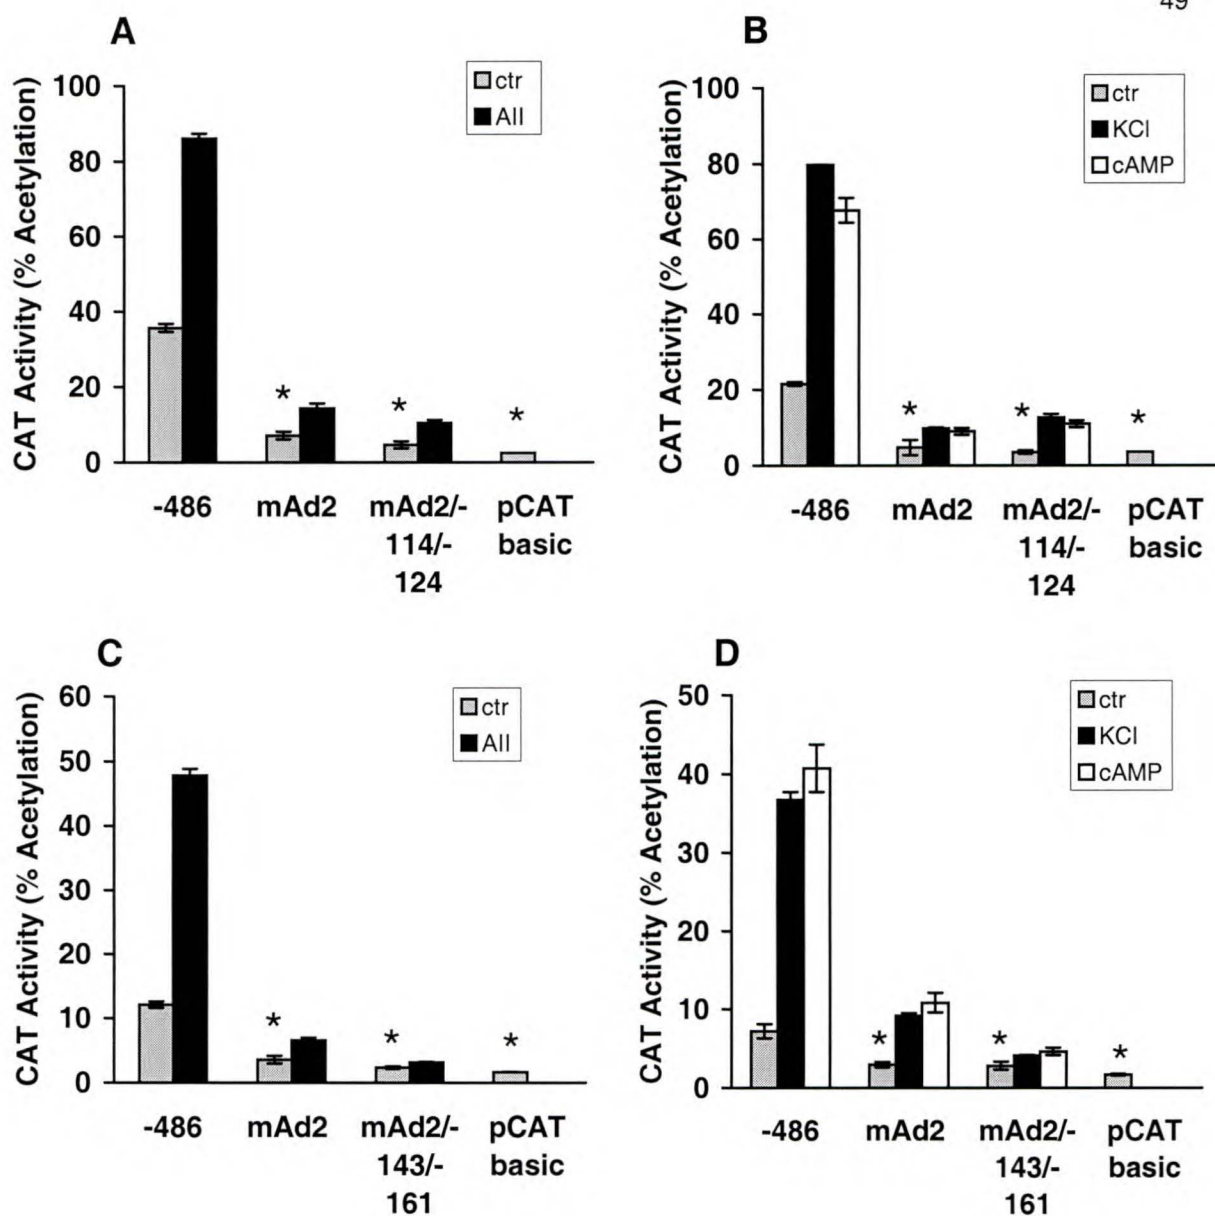 49
A
CAT Activity (% Acetylation)
100
80
60
40
20
0
ctr
AII
*
*
*
-486
mAd2
mAd2/-
114/-
124
pCAT
basic
B
CAT Activity (% Acetylation)
100
80
60
40
20
0
ctr
KCl
cAMP
*
*
*
-486
mAd2
mAd2/-
114/-
124
pCAT
basic
C
CAT Activity (% Acetylation)
60
50
40
30
20
10
0
ctr
AII
*
*
*
-486
mAd2
mAd2/-
143/-
161
pCAT
basic
D
CAT Activity (% Acetylation)
50
40
30
20
10
0
ctr
KCl
cAMP
*
*
*
-486
mAd2
mAd2/-
143/-
161
pCAT
basic